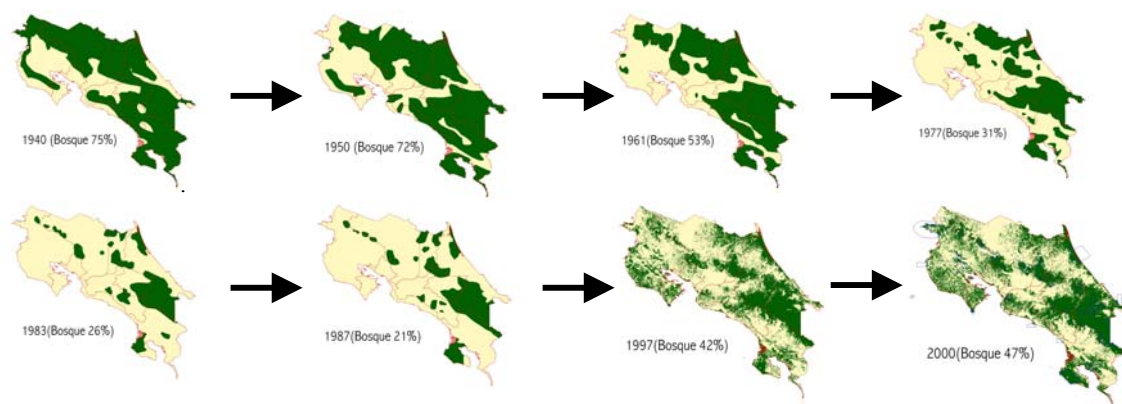 1940 (Bosque 75%)
1950 (Bosque 72%)
1961(Bosque 53%)
1977(Bosque 31%)
1983(Bosque 26%)
1987(Bosque 21%)
1997(Bosque 42%)
2000(Bosque 47%)